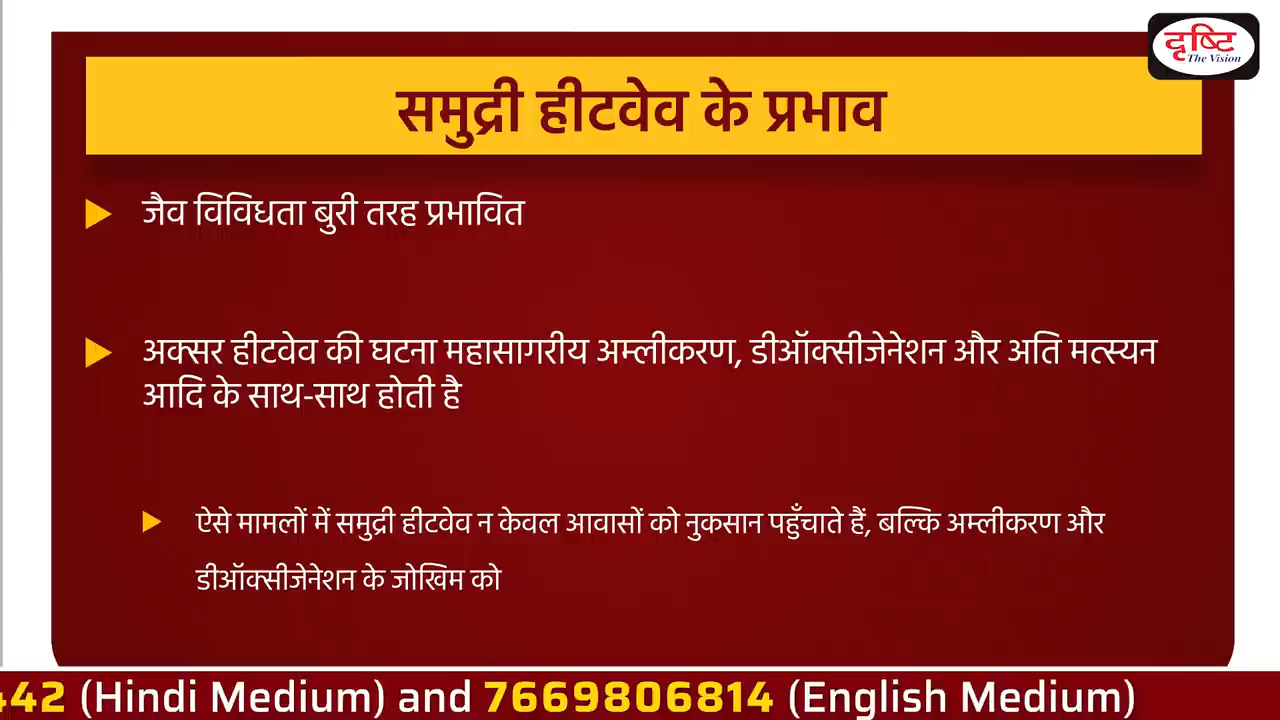 दृष्टि
The Vision
समुद्री हीटवेव के प्रभाव
जैव विविधता बुरी तरह प्रभावित
अक्सर हीटवेव की घटना महासागरीय अम्लीकरण, डीऑक्सीजेनेशन और अति मत्स्यन
आदि के साथ-साथ होती है
ऐसे मामलों में समुद्री हीटवेव न केवल आवासों को नुकसान पहुँचाते हैं, बल्कि अम्लीकरण और
डीऑक्सीजेनेशन के जोखिम को
442 (Hindi Medium) and 7669806814 (English Medium)